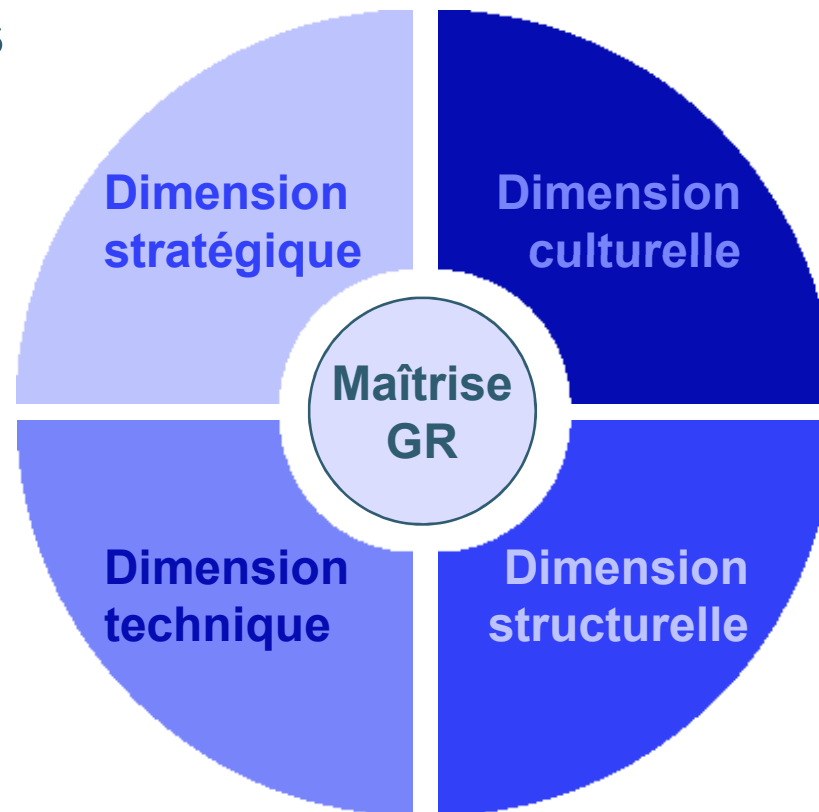 Dimension
stratégique
Dimension
culturelle
Maîtrise
GR
Dimension
technique
Dimension
structurelle